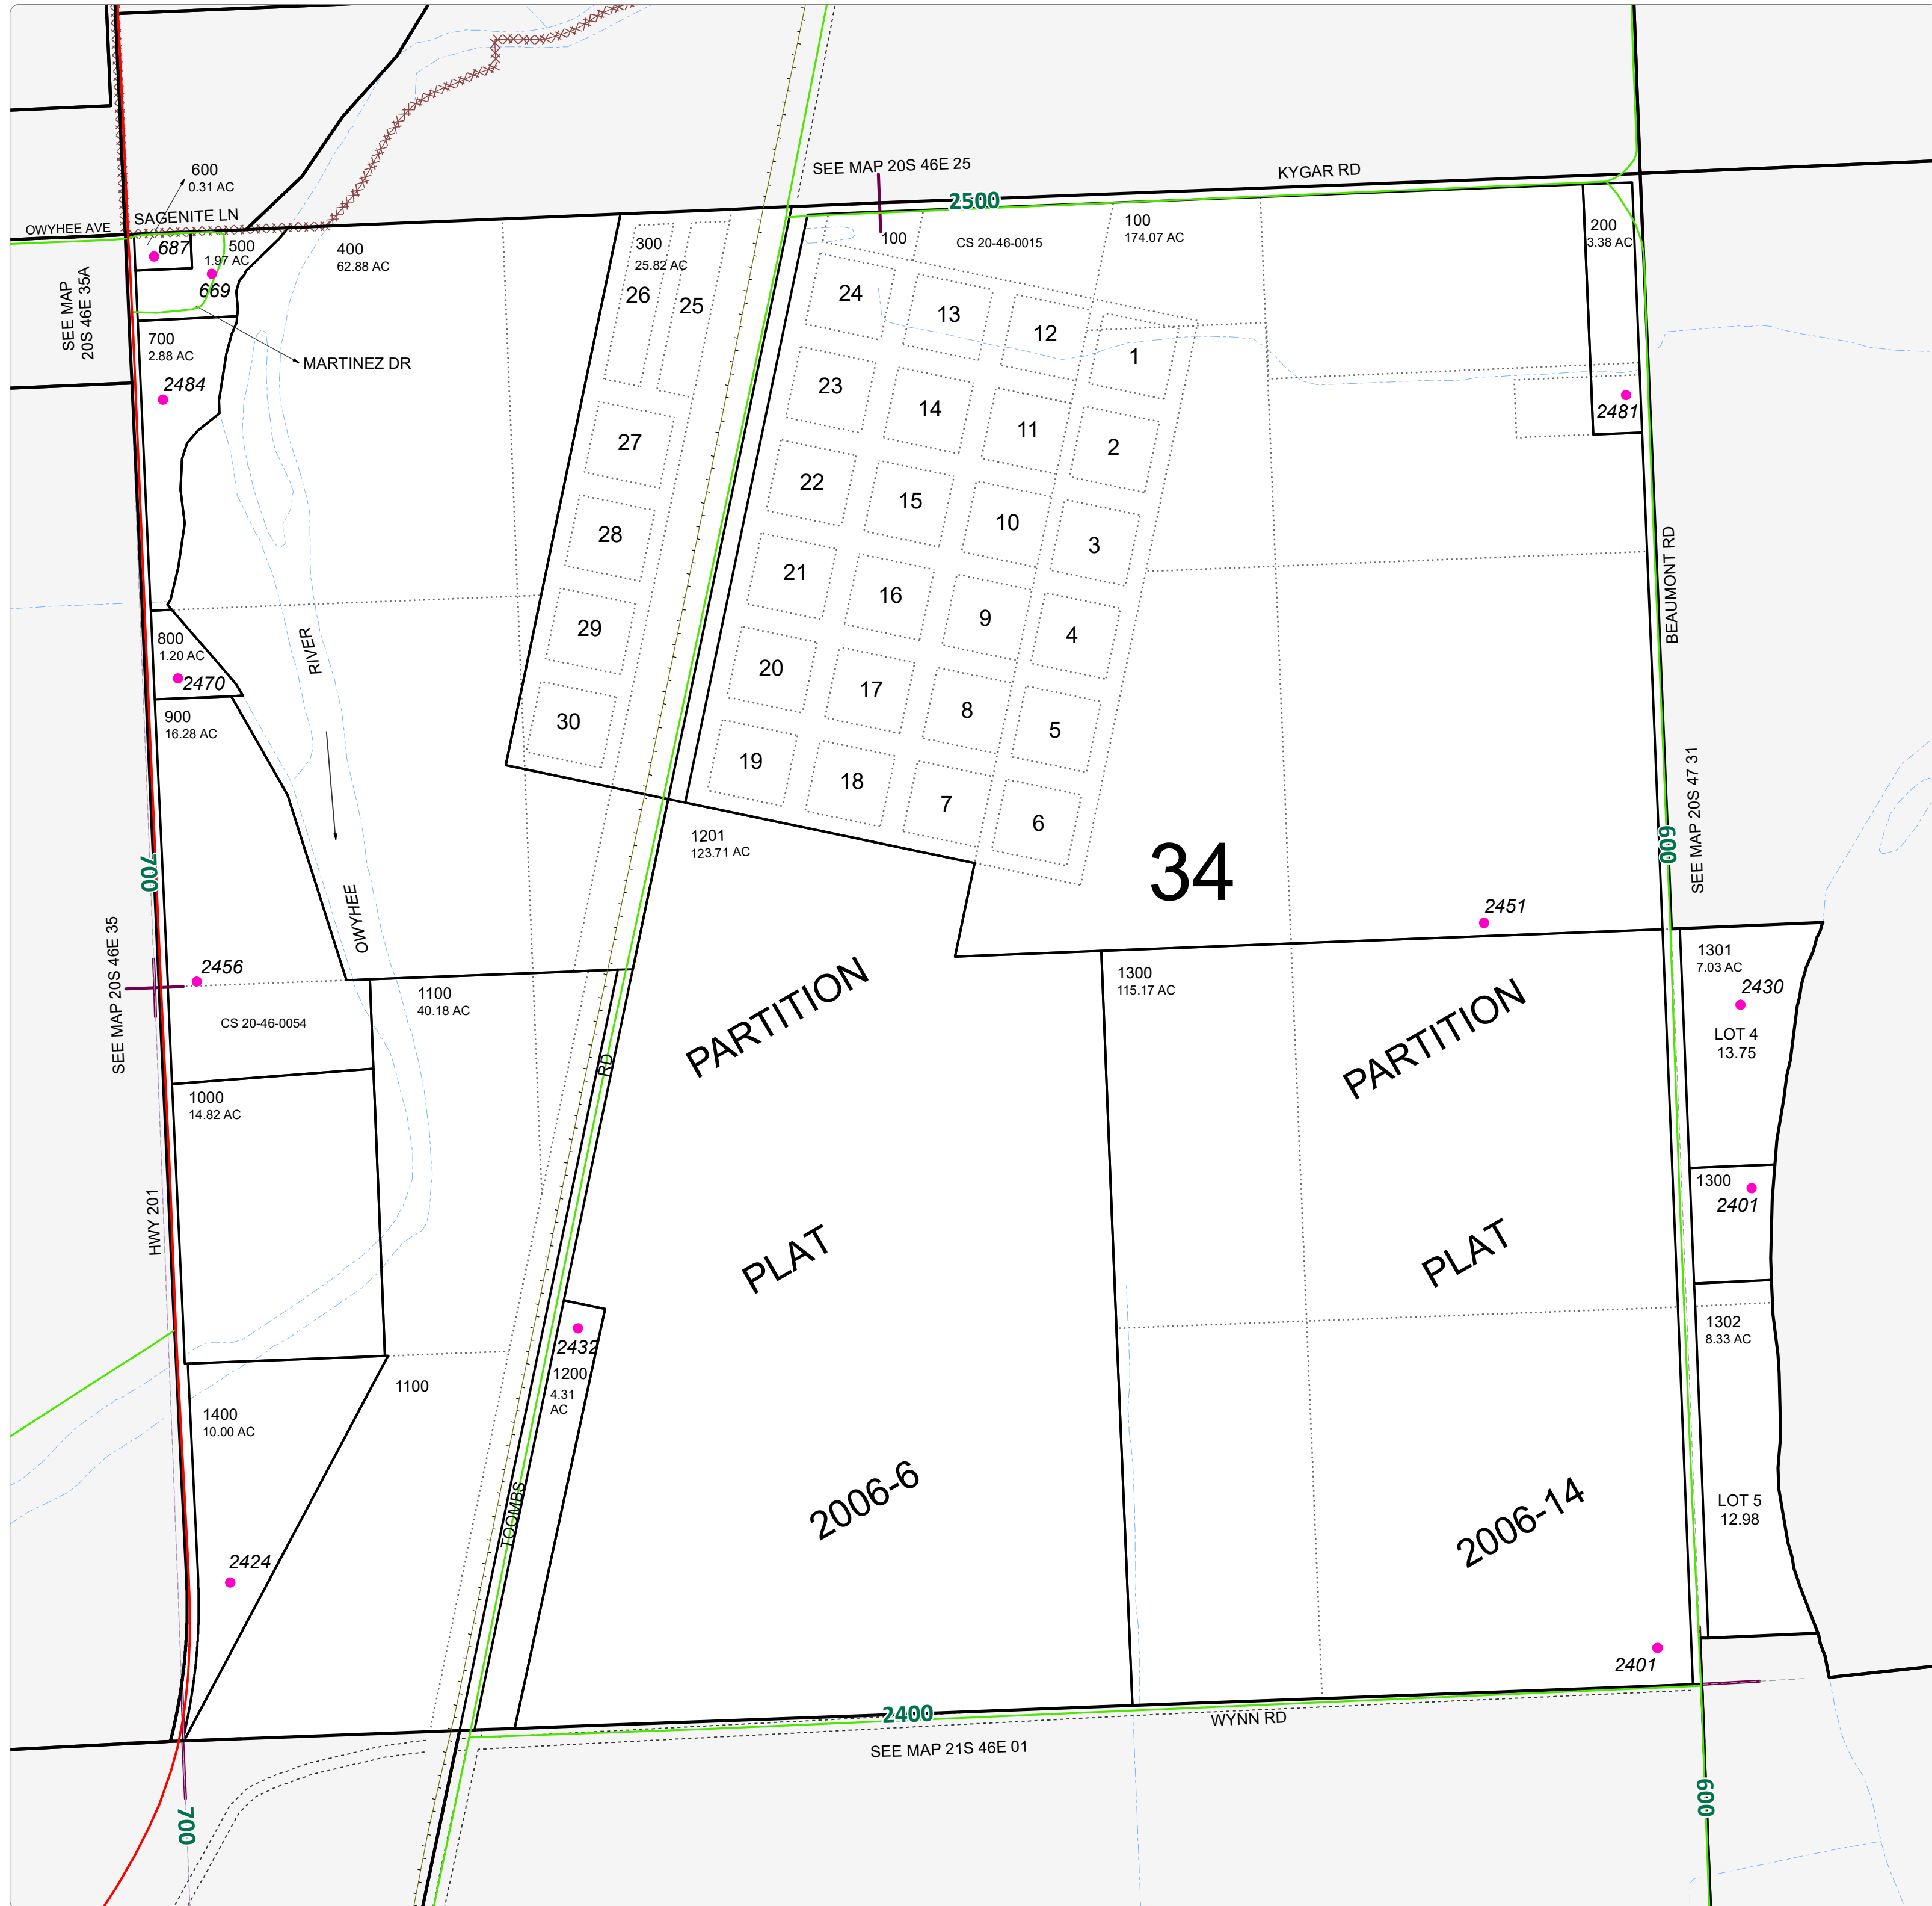 SEE MAP 20S 46E 25
KYGAR RD
2500
600
0.31 AC
SAGENITE LN
OWYHEE AVE
687
500
1.97 AC
669
400
62.88 AC
300
25.82 AC
100
CS 20-46-0015
100
174.07 AC
200
3.38 AC
SEE MAP
20S 46E 35A
700
2.88 AC
MARTINEZ DR
2484
26
25
24
13
12
1
23
14
11
2
2481
27
22
15
10
3
28
21
16
9
4
29
20
17
8
5
30
19
18
7
6
BEAUMONT RD
800
1.20 AC
2470
RIVER
900
16.28 AC
SEE MAP 20S 47 31
600
700
1201
123.71 AC
34
OWYHEE
2451
SEE MAP 20S 46E 35
2456
CS 20-46-0054
1100
40.18 AC
PARTITION
1300
115.17 AC
PARTITION
1301
7.03 AC
2430
LOT 4
13.75
RD
1000
14.82 AC
HWY 201
PLAT
PLAT
1300
2401
2432
1200
4.31
AC
1302
8.33 AC
1100
1400
10.00 AC
TOOMBS
2006-6
2006-14
LOT 5
12.98
2424
2401
2400
WYNN RD
SEE MAP 21S 46E 01
700
600